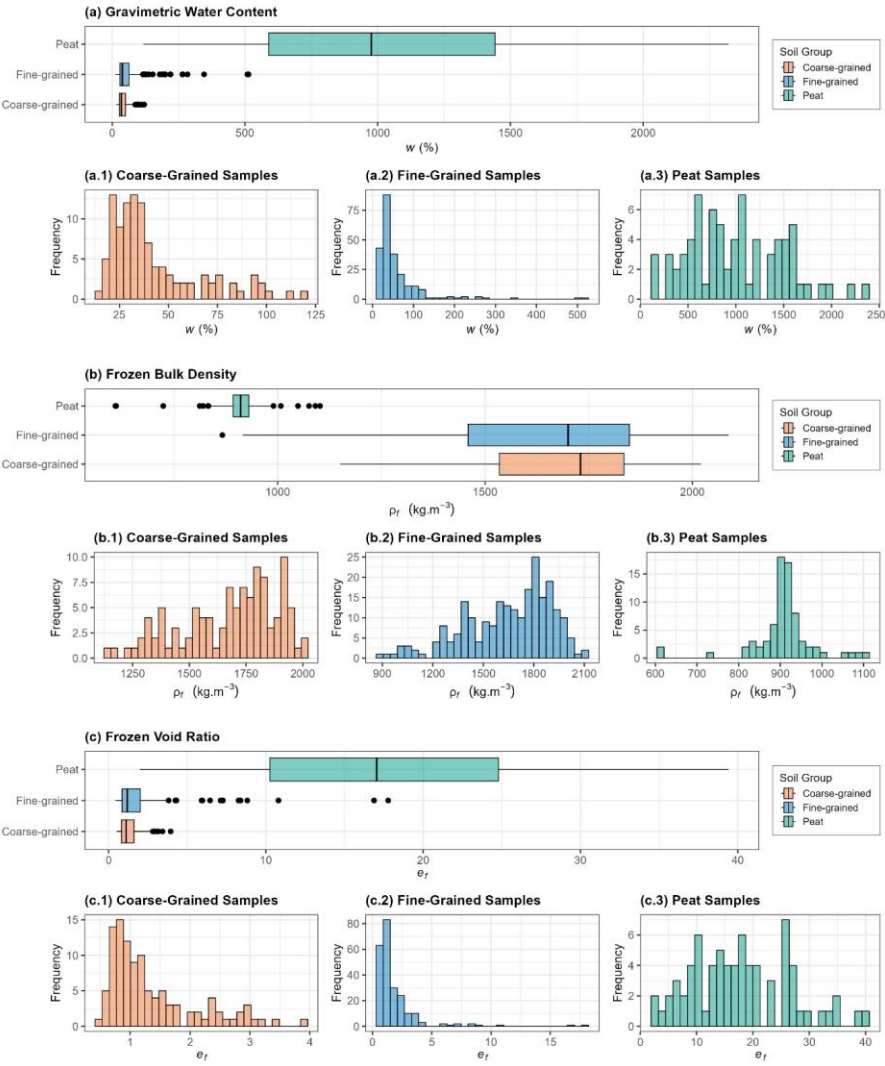 (a) Gravimetric Water Content
Peat
Fine-grained
Coarse-grained
0 500 1000 1500 2000
w (%)
Soil Group
Coarse-grained
Fine-grained
Peat
(a.1) Coarse-Grained Samples
Frequency
10
5
0
25 50 75 100 125
w (%)
(a.2) Fine-Grained Samples
Frequency
75
50
25
0
0 100 200 300 400 500
w (%)
(a.3) Peat Samples
Frequency
6
4
2
0
0 500 1000 1500 2000 2500
w (%)
(b) Frozen Bulk Density
Peat
Fine-grained
Coarse-grained
1000 1500 2000
ρf (kg.m⁻³)
Soil Group
Coarse-grained
Fine-grained
Peat
(b.1) Coarse-Grained Samples
Frequency
10.0
7.5
5.0
2.5
0.0
1250 1500 1750 2000
ρf (kg.m⁻³)
(b.2) Fine-Grained Samples
Frequency
25
20
15
10
5
0
900 1200 1500 1800 2100
ρf (kg.m⁻³)
(b.3) Peat Samples
Frequency
15
10
5
0
600 700 800 900 1000 1100
ρf (kg.m⁻³)
(c) Frozen Void Ratio
Peat
Fine-grained
Coarse-grained
0 10 20 30 40
ef
Soil Group
Coarse-grained
Fine-grained
Peat
(c.1) Coarse-Grained Samples
Frequency
15
10
5
0
1 2 3 4
ef
(c.2) Fine-Grained Samples
Frequency
80
60
40
20
0
0 5 10 15
ef
(c.3) Peat Samples
Frequency
6
4
2
0
0 10 20 30 40
ef